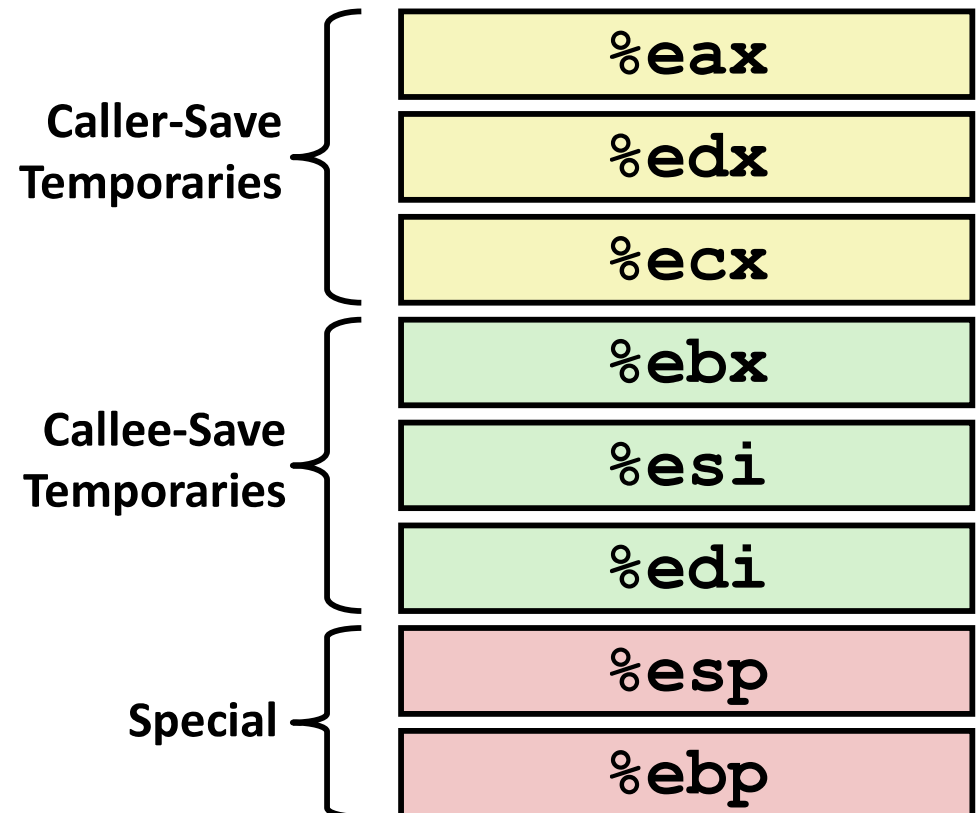 Caller-Save
Temporaries
%eax
%edx
%ecx
Callee-Save
Temporaries
%ebx
%esi
%edi
Special
%esp
%ebp